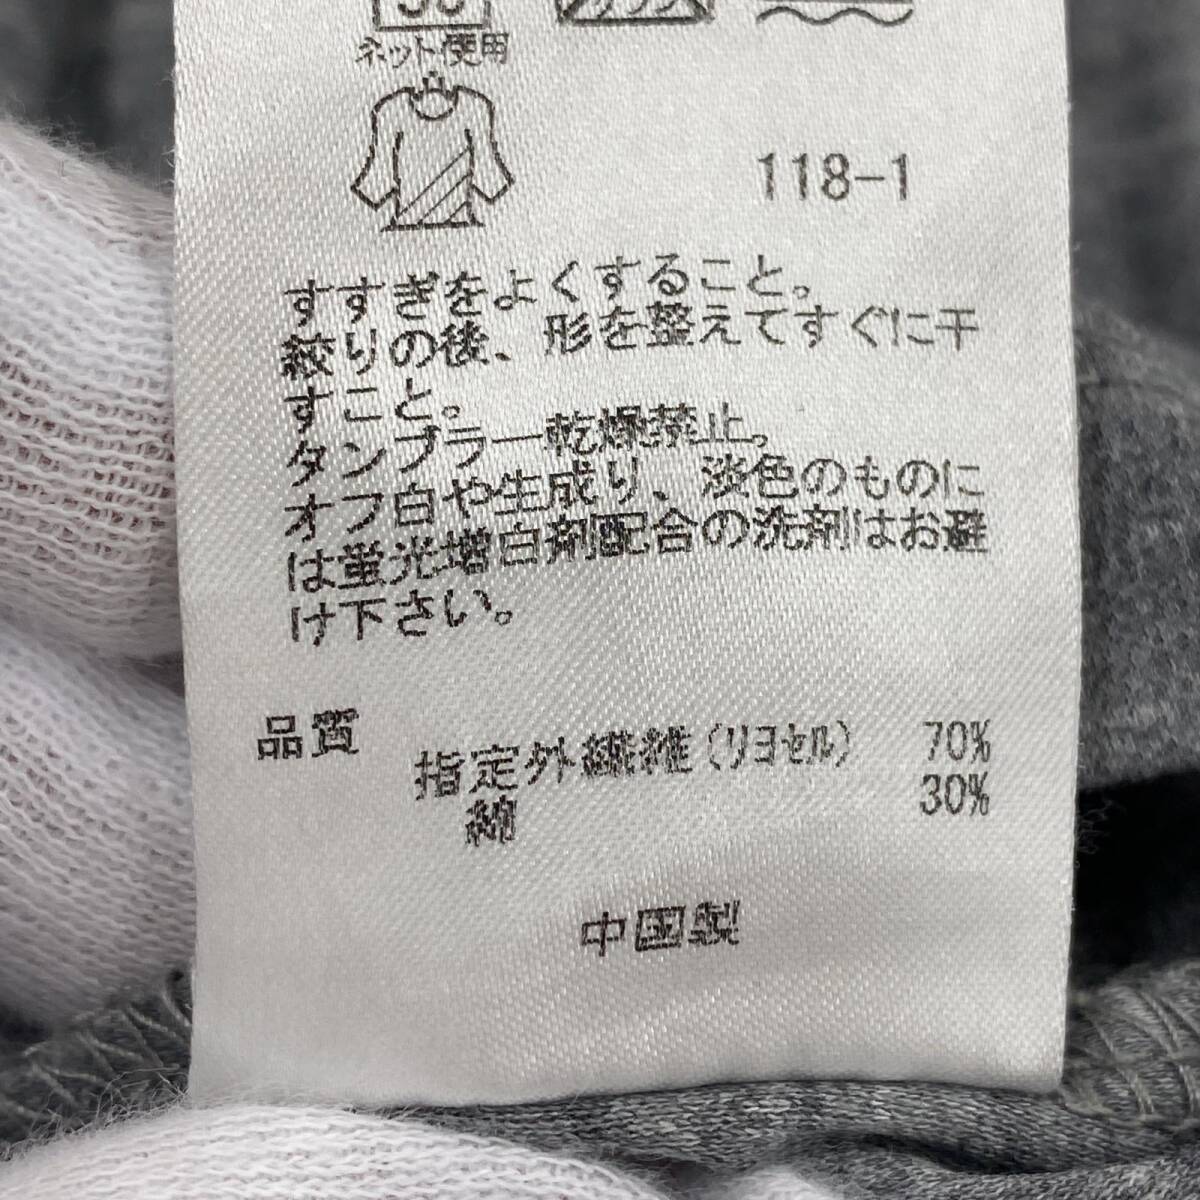 ネット使用
118-1
すすぎをよくすること。
絞りの後、形を整えてすぐに干
すこと。
タンブラー乾燥禁止。
オフ白や生成り、淡色のものに
は蛍光増白剤配合の洗剤はお避
け下さい。
品質
指定外繊維(リヨセル) 70%
綿 30%
中国製